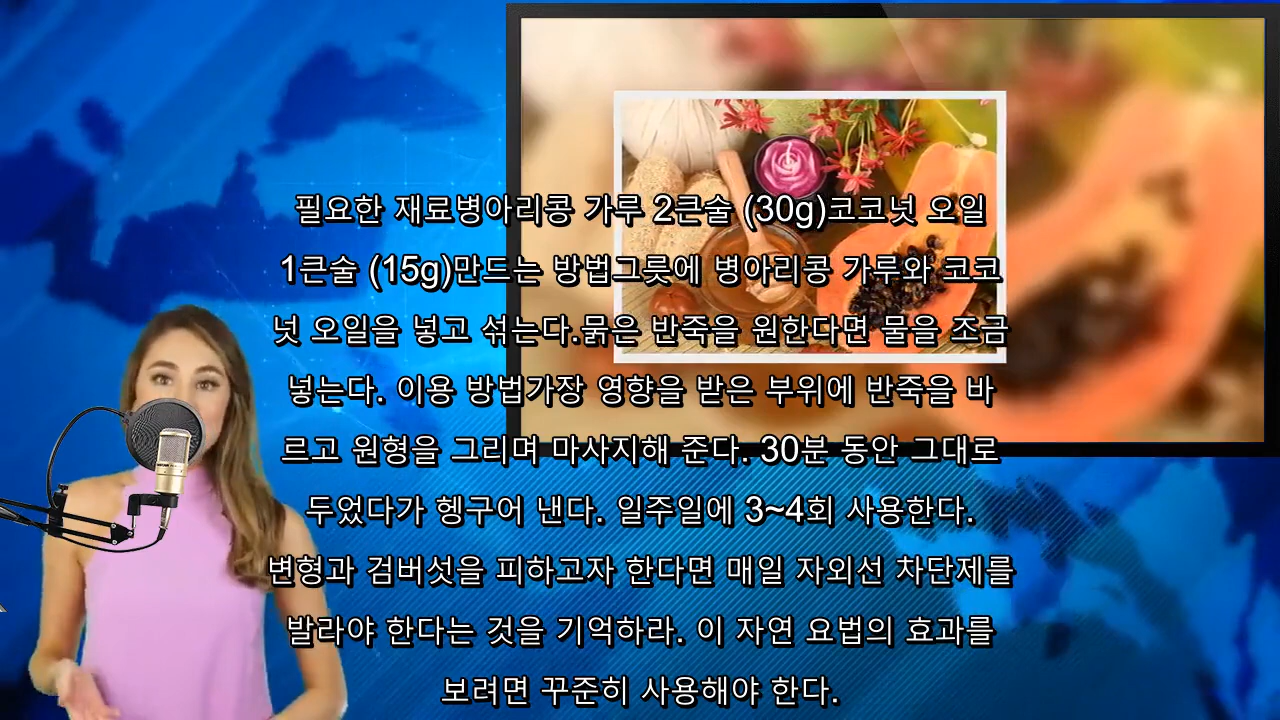 필요한 재료병아리콩 가루 2큰술 (30g)코코넛 오일
1큰술 (15g)만드는 방법그릇에 병아리콩 가루와 코코
넛 오일을 넣고 섞는다.묽은 반죽을 원한다면 물을 조금
넣는다. 이용 방법가장 영향을 받은 부위에 반죽을 바
르고 원형을 그리며 마사지해 준다. 30분 동안 그대로
두었다가 헹구어 낸다. 일주일에 3~4회 사용한다.
변형과 검버섯을 피하고자 한다면 매일 자외선 차단제를
발라야 한다는 것을 기억하라. 이 자연 요법의 효과를
보려면 꾸준히 사용해야 한다.